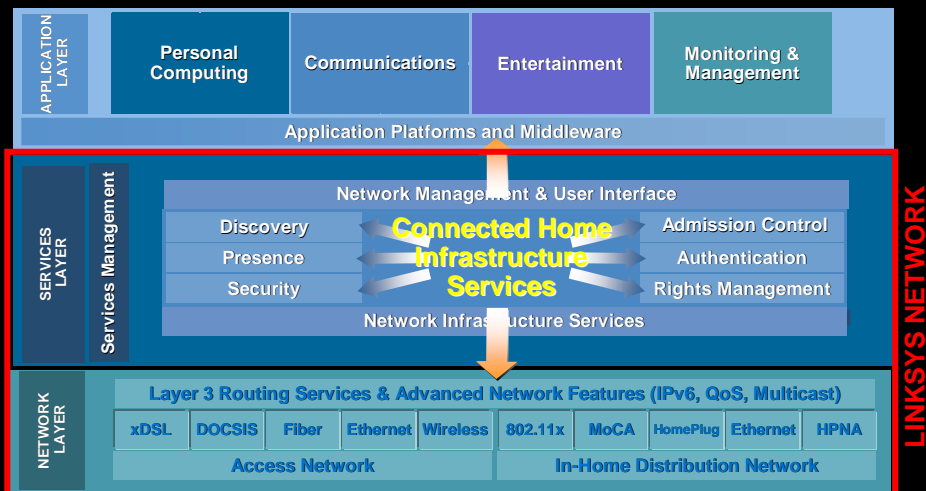 APPLICATION
LAYER
Personal
Computing
Communications
Entertainment
Monitoring &
Management
Application Platforms and Middleware
SERVICES
LAYER
Services Management
Network Management & User Interface
Discovery
Presence
Security
Connected Home
Infrastructure
Services
Admission Control
Authentication
Rights Management
Network Infrastructure Services
NETWORK
LAYER
Layer 3 Routing Services & Advanced Network Features (IPv6, QoS, Multicast)
xDSL
DOCSIS
Fiber
Ethernet
Wireless
802.11x
MoCA
HomePlug
Ethernet
HPNA
Access Network
In-Home Distribution Network
LINKSYS NETWORK